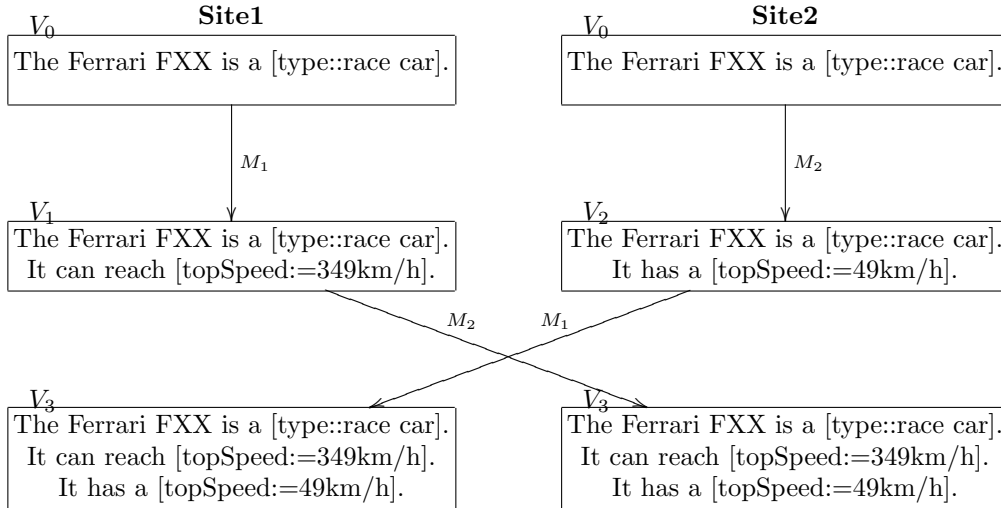 Site1
Site2
V0
The Ferrari FXX is a [type::race car].
V0
The Ferrari FXX is a [type::race car].
M1
M2
V1
The Ferrari FXX is a [type::race car].
It can reach [topSpeed:=349km/h].
V2
The Ferrari FXX is a [type::race car].
It has a [topSpeed:=49km/h].
M2
M1
V3
The Ferrari FXX is a [type::race car].
It can reach [topSpeed:=349km/h].
It has a [topSpeed:=49km/h].
V3
The Ferrari FXX is a [type::race car].
It can reach [topSpeed:=349km/h].
It has a [topSpeed:=49km/h].